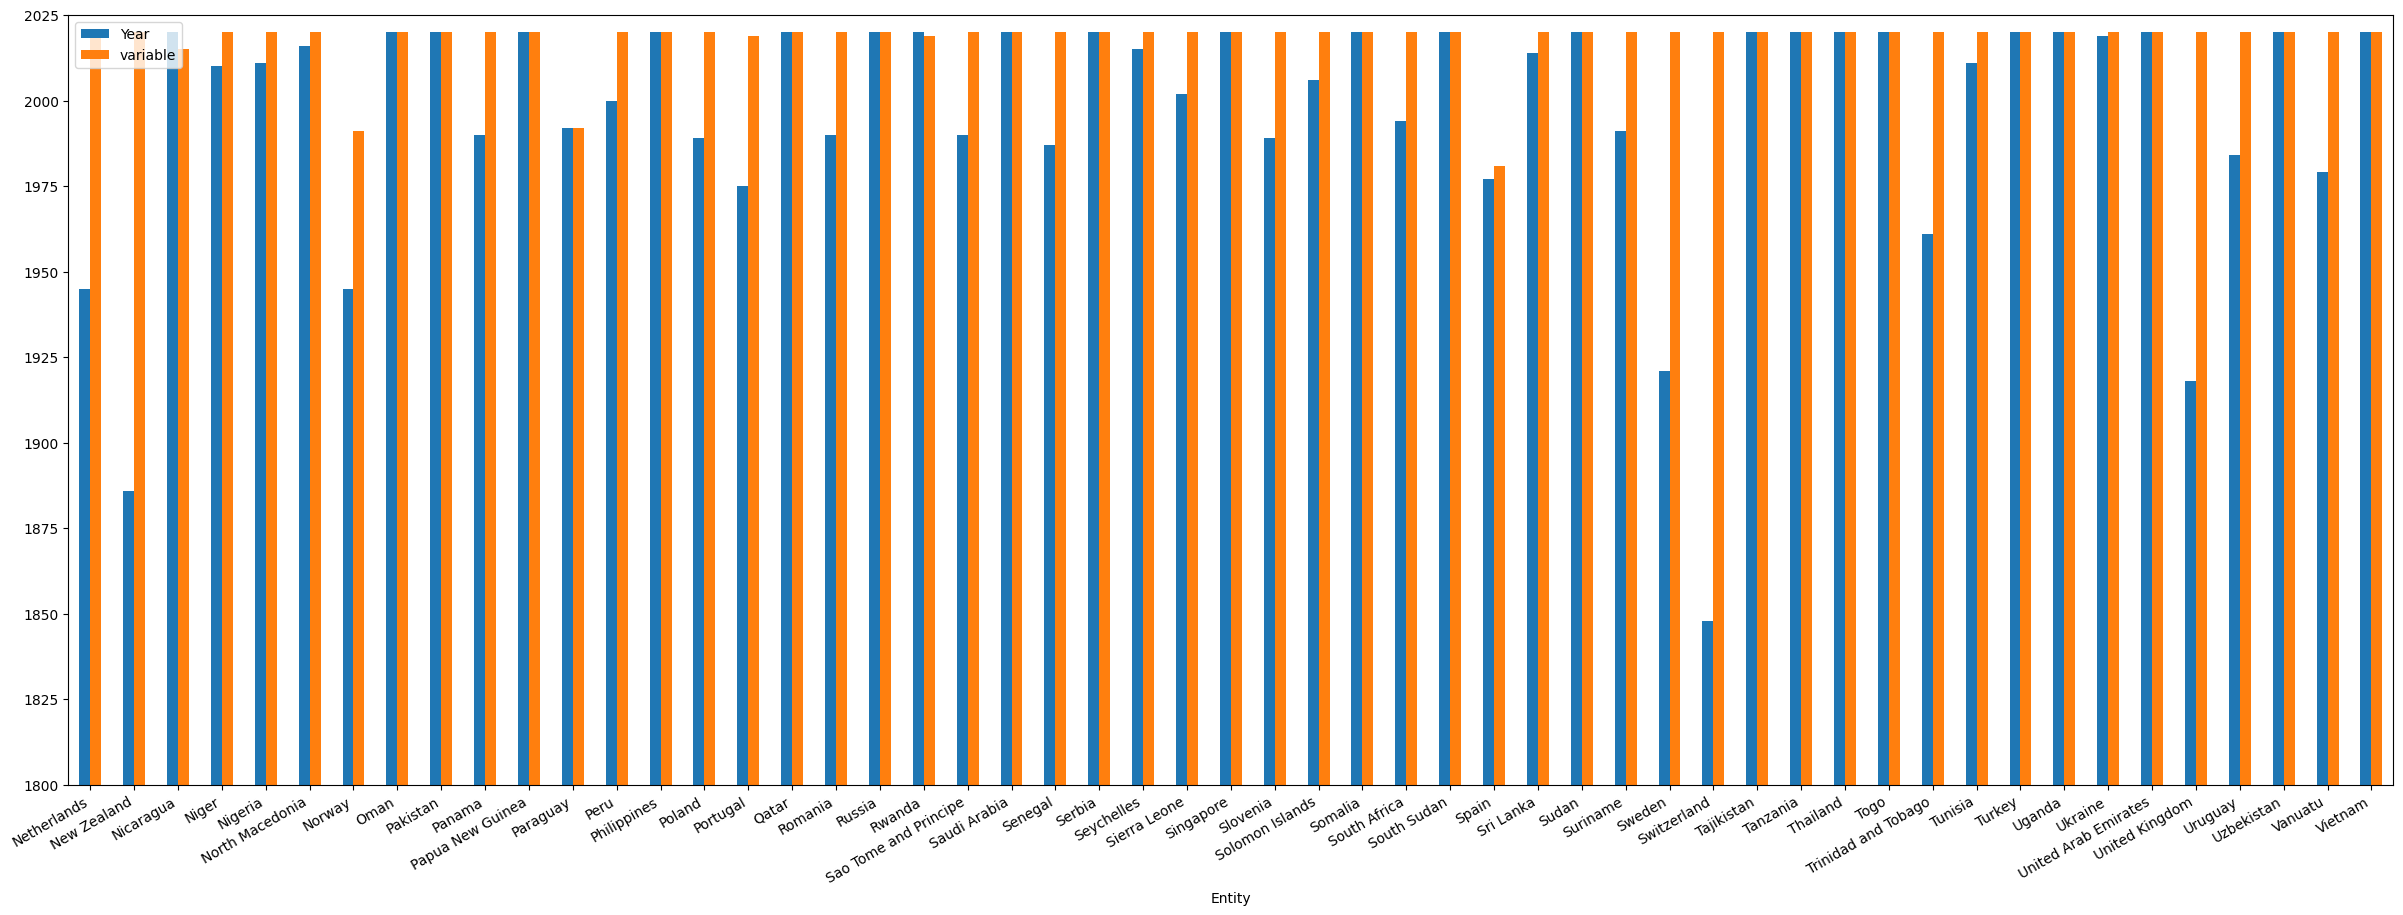 Year
variable
2025
2000
1975
1950
1925
1900
1875
1850
1825
1800
Netherlands
New Zealand
Nicaragua
Niger
Nigeria
North Macedonia
Norway
Oman
Pakistan
Panama
Papua New Guinea
Paraguay
Peru
Philippines
Poland
Portugal
Qatar
Romania
Russia
Rwanda
Sao Tome and Principe
Saudi Arabia
Senegal
Serbia
Seychelles
Sierra Leone
Singapore
Slovenia
Solomon Islands
Somalia
South Africa
South Sudan
Spain
Sri Lanka
Sudan
Suriname
Sweden
Switzerland
Tajikistan
Tanzania
Thailand
Togo
Trinidad and Tobago
Tunisia
Turkey
Uganda
Ukraine
United Arab Emirates
United Kingdom
Uruguay
Uzbekistan
Vanuatu
Vietnam
Entity